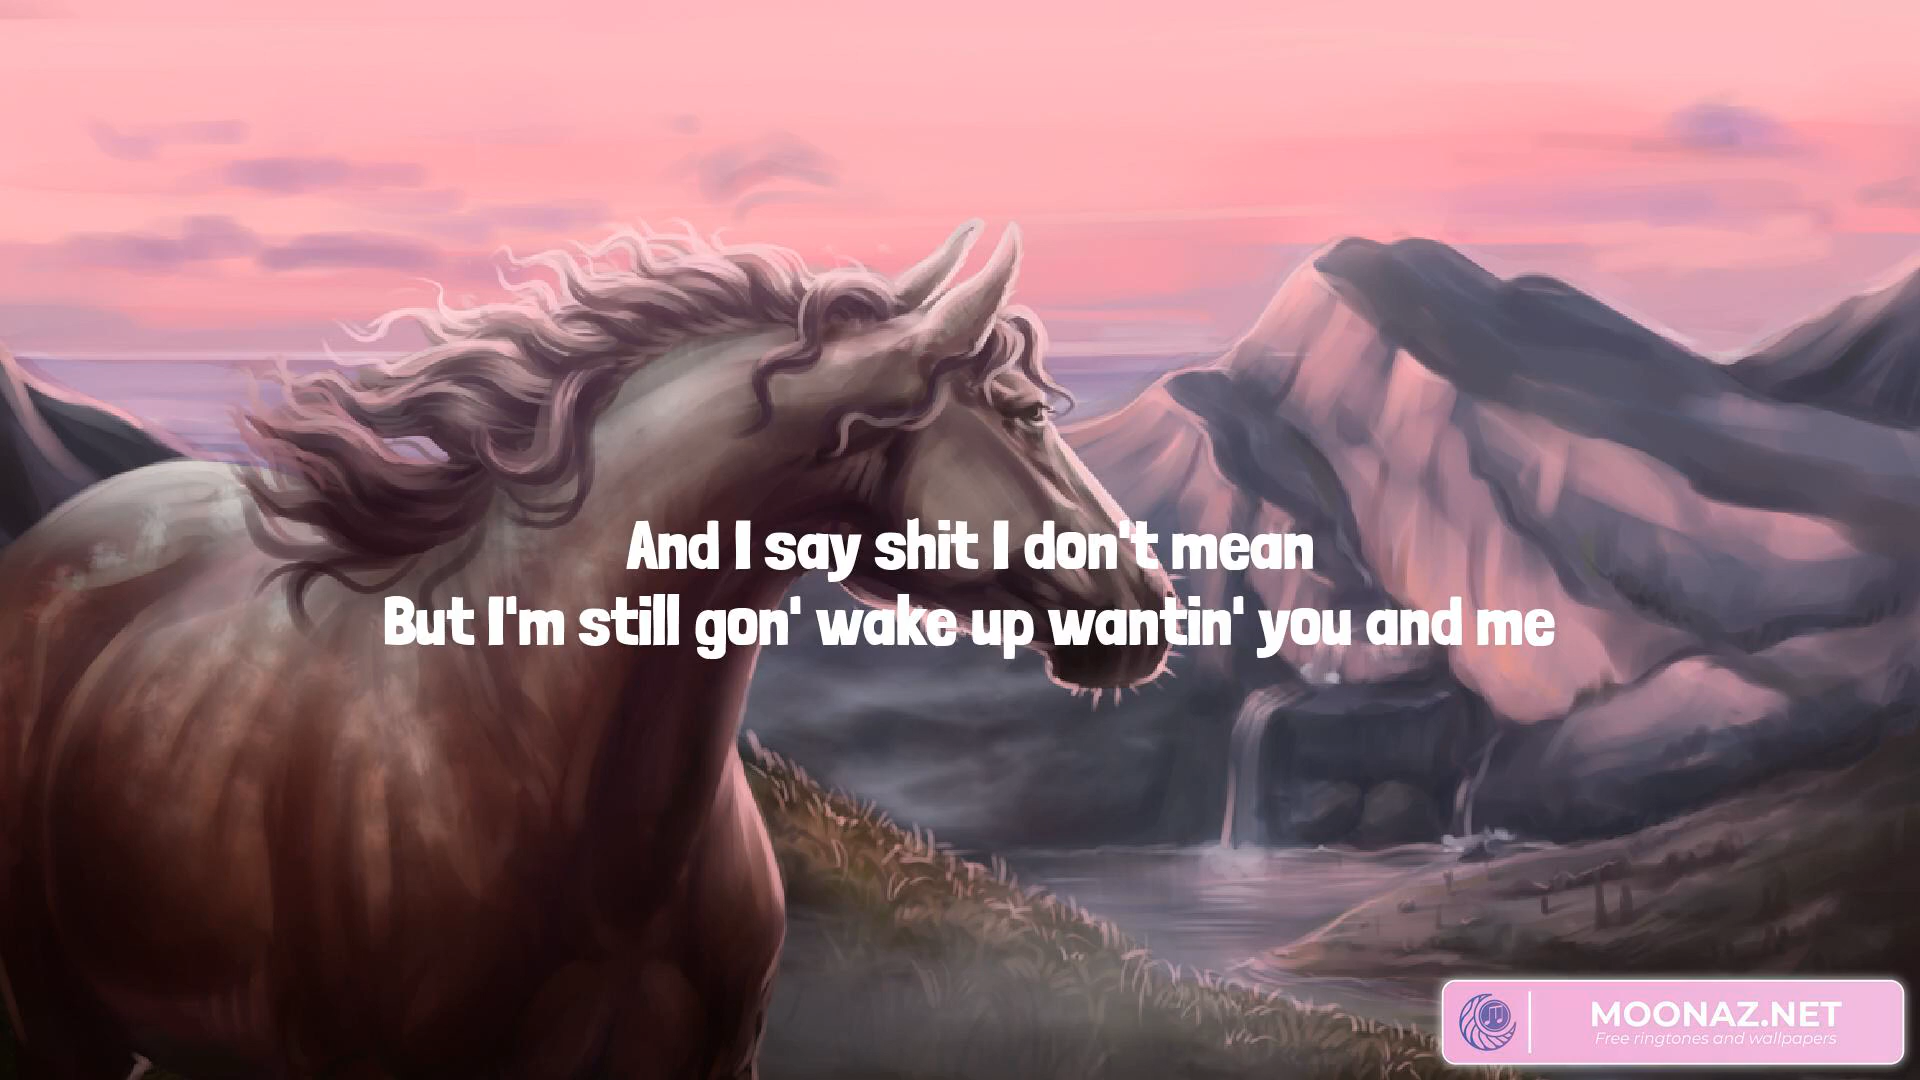 And I say shit I don't mean
But I'm still gon' wake up wantin' you and me
MOONAZ.NET
Free ringtones and wallpapers